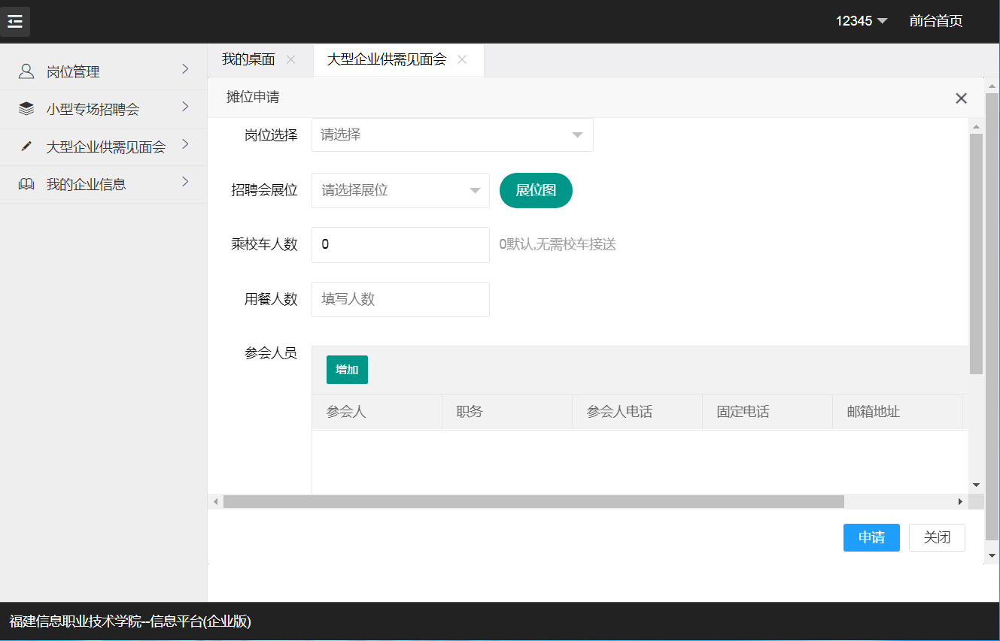 12345 前台首页
岗位管理
小型专场招聘会
大型企业供需见面会
我的企业信息
我的桌面 大型企业供需见面会
摊位申请
岗位选择 请选择
招聘会展位 请选择展位 展位图
乘校车人数 0 0默认,无需校车接送
用餐人数 填写人数
参会人员
增加
参会人 职务 参会人电话 固定电话 邮箱地址
申请 关闭
福建信息职业技术学院--信息平台(企业版)